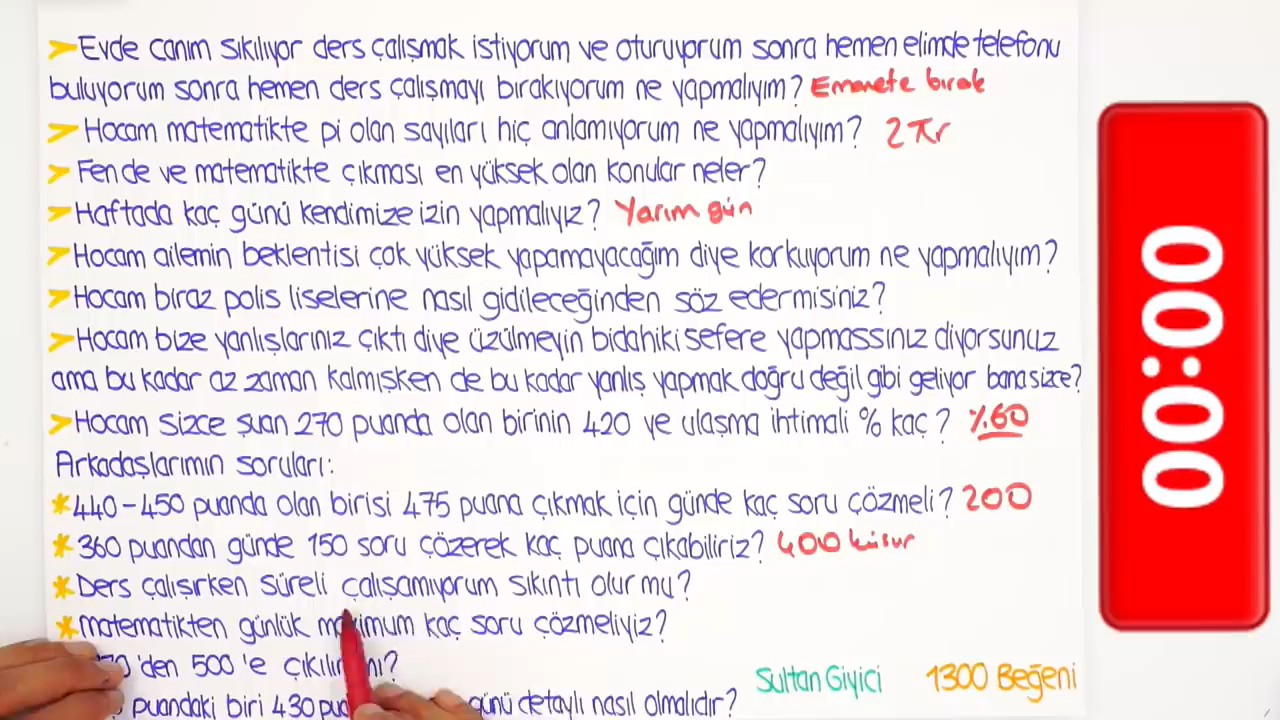 Evde canım sıkılıyor ders çalışmak istiyorum ve oturuyorum sonra hemen elimde telefonu
buluyorum sonra hemen ders çalışmayı bırakıyorum ne yapmalıyım? Emanete bırak
Hocam matematikte pi olan sayıları hiç anlamıyorum ne yapmalıyım? 2πr
Fen de ve matematikte çıkması en yüksek olan konular neler?
Haftada kaç günü kendimize izin yapmalıyız? Yarım gün
Hocam ailemin beklentisi çok yüksek yapamayacağım diye korkuyorum ne yapmalıyım?
Hocam biraz polis liselerine nasıl gidileceğinden söz edermisiniz?
Hocam bize yanlışlarınız çıktı diye üzülmeyin bidahiki sefere yapmassınız diyorsunuz
ama bu kadar az zaman kalmışken de bu kadar yanlış yapmak doğru değil gibi geliyor bana sizce?
Hocam sizce şuan 270 puanda olan birinin 420 ye ulaşma ihtimali % kaç? %60
Arkadaşlarımın soruları:
*440-450 puanda olan birisi 475 puana çıkmak için günde kaç soru çözmeli? 200
*360 puandan günde 150 soru çözerek kaç puana çıkabiliriz? 400 küsur
*Ders çalışırken süreli çalışamıyorum sıkıntı olur mu?
*matematikten günlük maximum kaç soru çözmeliyiz?
'den 500 'e
puandaki biri 430 günü detaylı nasıl olmalıdır?
Sultan Giyici 1300 Beğeni
00:00